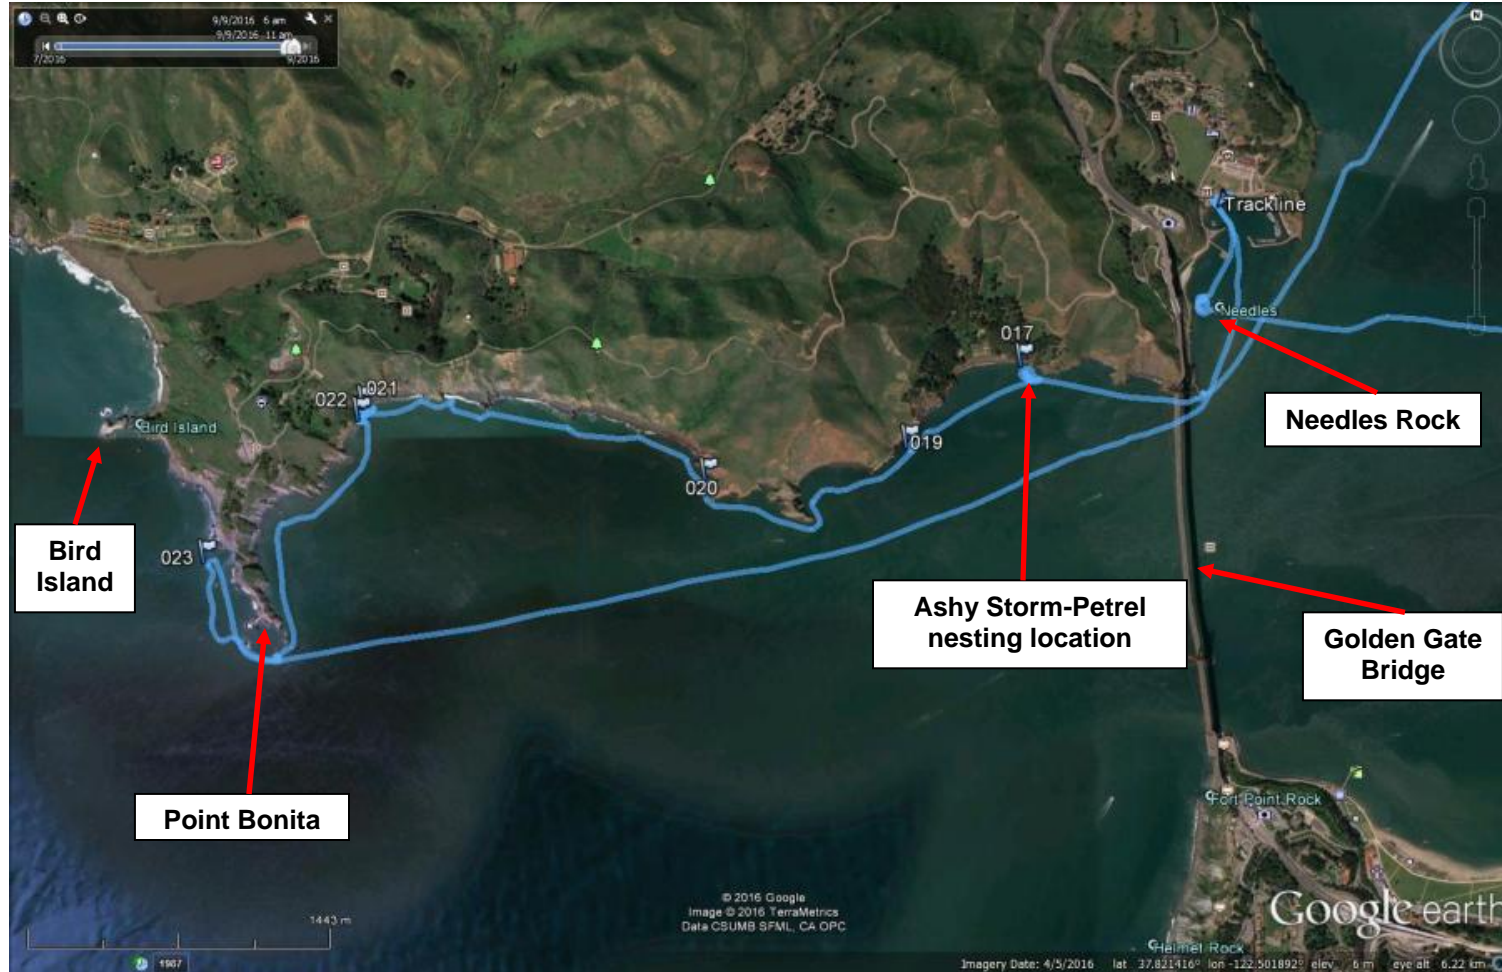 9/9/2016 6 am
9/9/2016 11 am
7/2016
9/2016
N
Trackline
Needles
017
Needles Rock
022
021
Bird Island
019
020
Bird
Island
023
Ashy Storm-Petrel
nesting location
Golden Gate
Bridge
Point Bonita
Fort Point Rock
© 2016 Google
Image © 2016 TerraMetrics
Data CSUMB SFML, CA OPC
1443 m
Google earth
Helmet Rock
1987
Imagery Date: 4/5/2016 lat 37.821416° lon -122.501892° elev 6 m eye alt 6.22 km